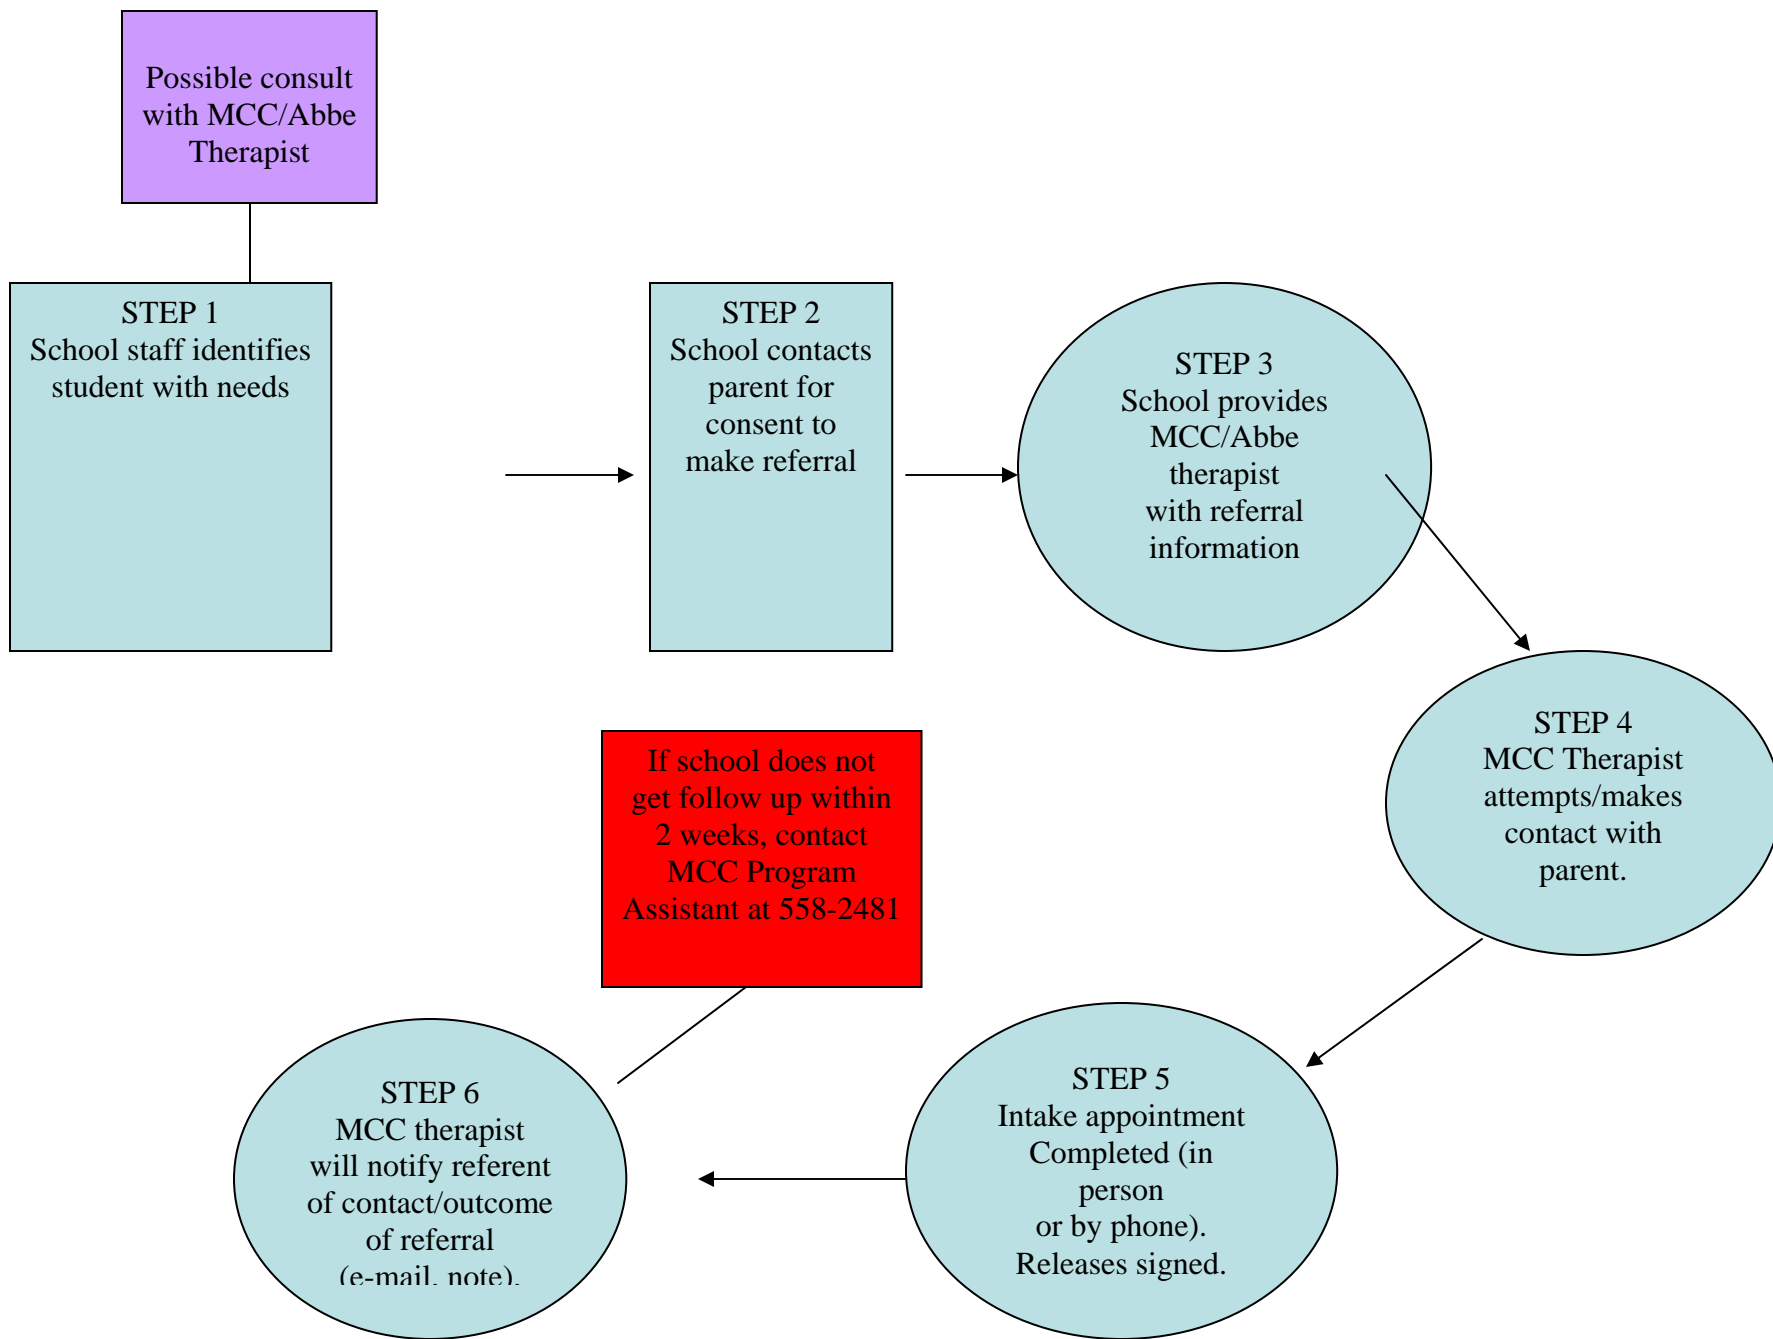 Possible consult
with MCC/Abbe
Therapist
STEP 1
School staff identifies
student with needs
STEP 2
School contacts
parent for
consent to
make referral
STEP 3
School provides
MCC/Abbe
therapist
with referral
information
STEP 4
MCC Therapist
attempts/makes
contact with
parent.
STEP 5
Intake appointment
Completed (in
person
or by phone).
Releases signed.
STEP 6
MCC therapist
will notify referent
of contact/outcome
of referral
(e-mail, note).
If school does not
get follow up within
2 weeks, contact
MCC Program
Assistant at 558-2481